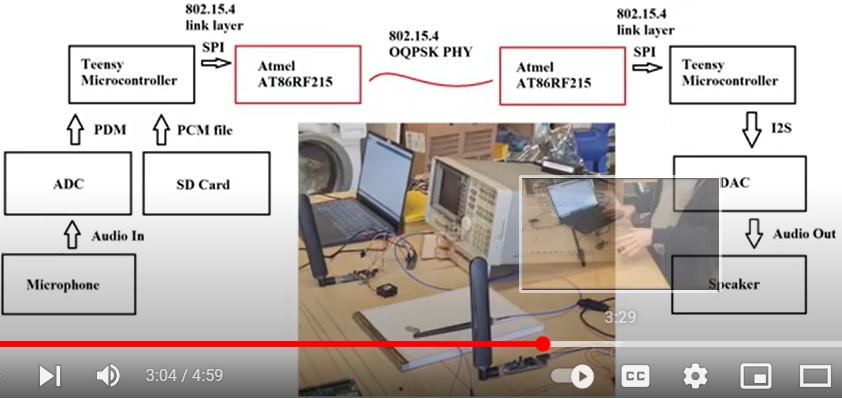 802.15.4
link layer
SPI
Teensy
Microcontroller
Atmel
AT86RF215
802.15.4
OQPSK PHY
Atmel
AT86RF215
802.15.4
link layer
SPI
Teensy
Microcontroller
PDM
PCM file
I2S
ADC
SD Card
DAC
Audio In
Audio Out
Microphone
Speaker
3:29
3:04 / 4:59
CC